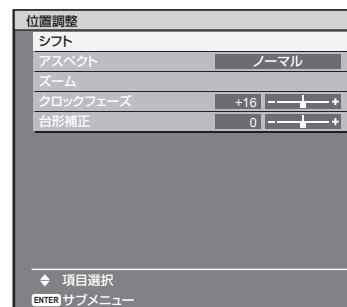 位置調整
シフト
アスペクト ノーマル
ズーム
クロックフェーズ +16 - +
台形補正 0 - +
項目選択
ENTER サブメニュー